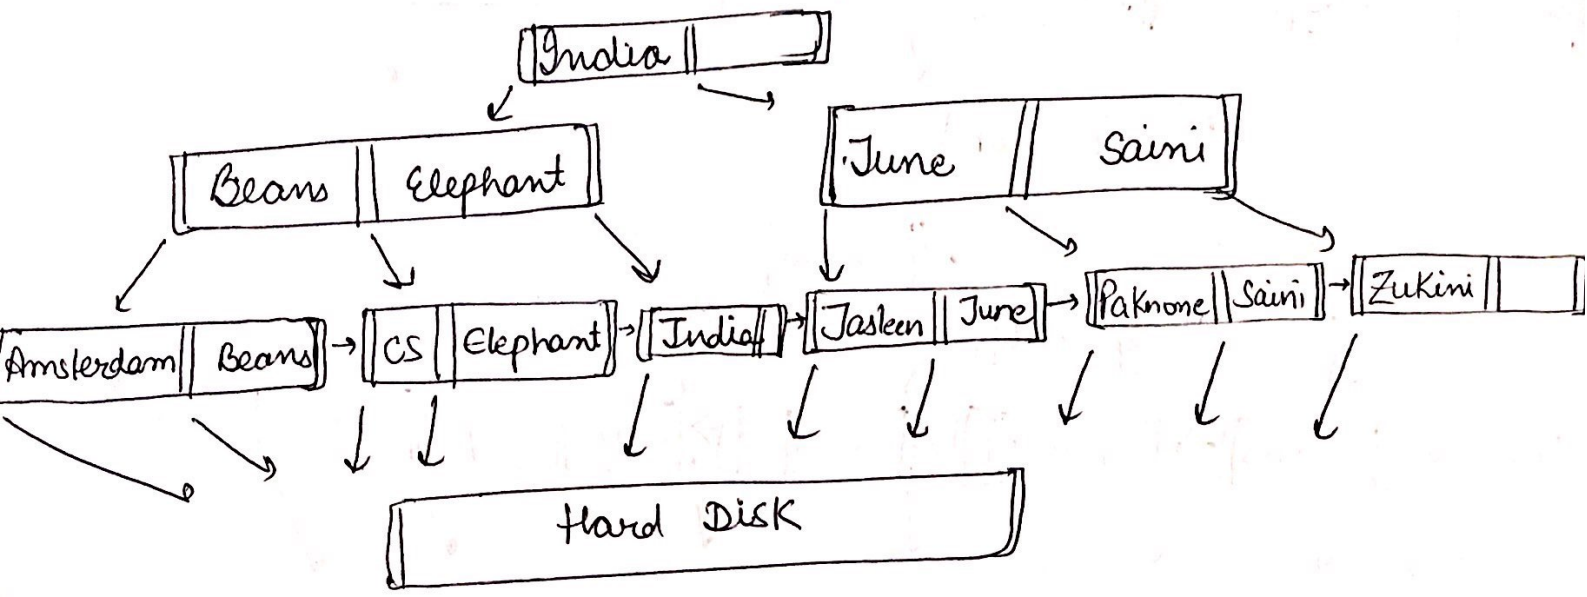 India
Beans Elephant
June Saini
Amsterdam Beans
CS Elephant
India
Jasleen June
Paknone Saini
Zukini
Hard Disk